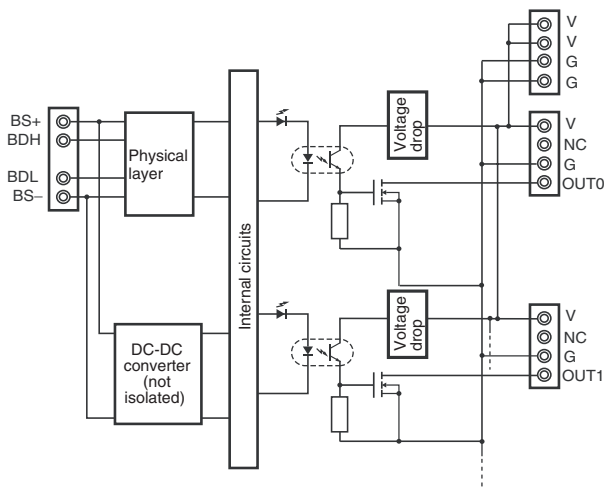 V
V
G
G
BS+
BDH
BDL
BS−
Physical
layer
Internal circuits
Voltage
drop
V
NC
G
OUT0
DC-DC
converter
(not
isolated)
Voltage
drop
V
NC
G
OUT1